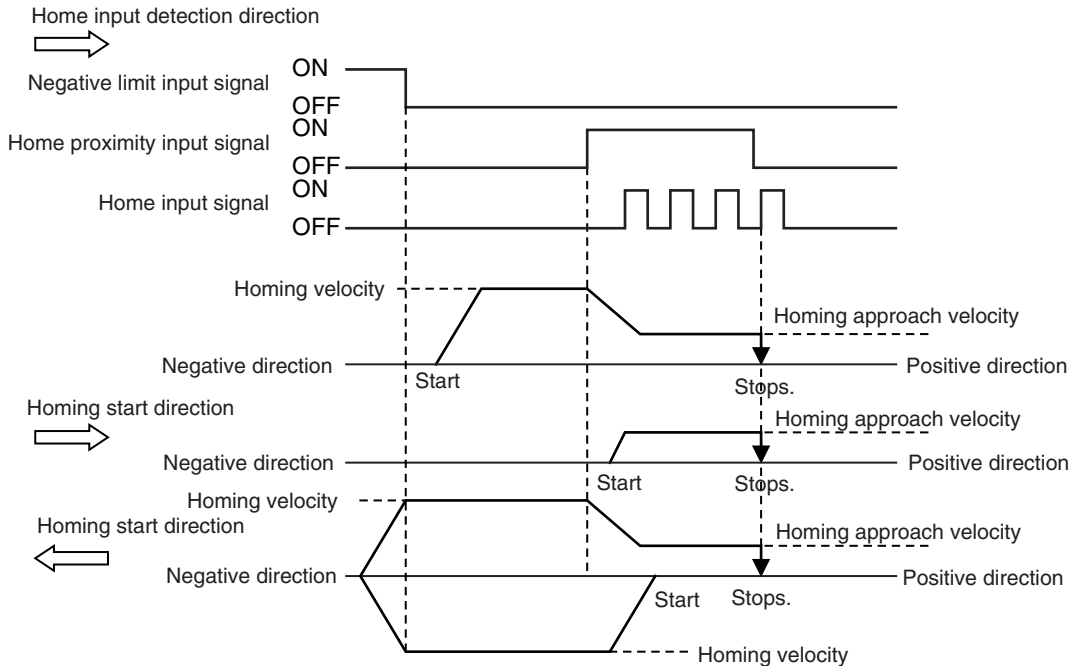 Home input detection direction
Negative limit input signal
ON
OFF
Home proximity input signal
ON
OFF
Home input signal
ON
OFF
Homing velocity
Homing approach velocity
Negative direction
Positive direction
Start
Stops.
Homing start direction
Homing approach velocity
Negative direction
Positive direction
Start
Stops.
Homing velocity
Homing start direction
Homing approach velocity
Negative direction
Positive direction
Start
Stops.
Homing velocity